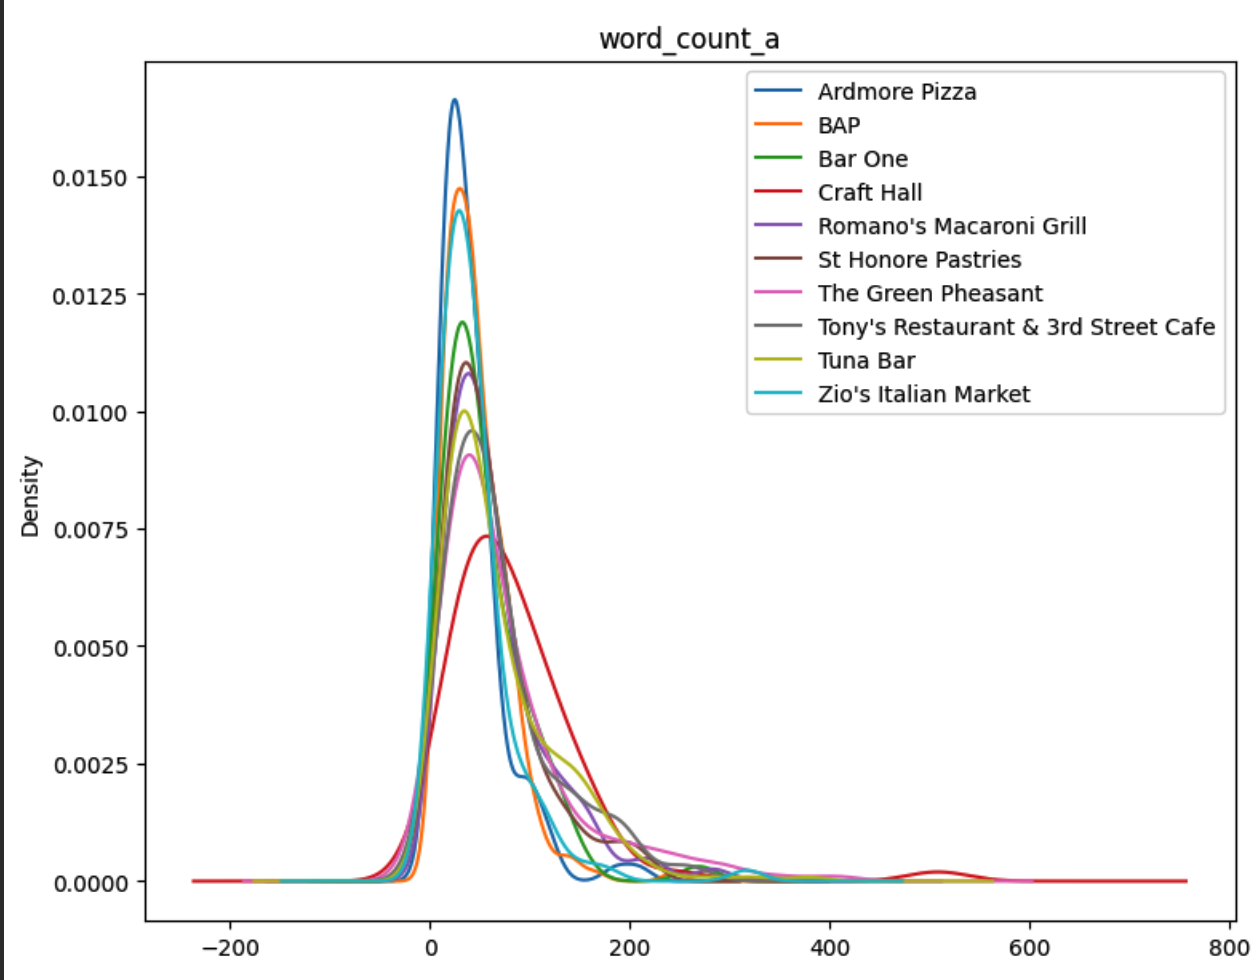 word_count_a
Ardmore Pizza
BAP
Bar One
Craft Hall
Romano's Macaroni Grill
St Honore Pastries
The Green Pheasant
Tony's Restaurant & 3rd Street Cafe
Tuna Bar
Zio's Italian Market
Density
0.0150
0.0125
0.0100
0.0075
0.0050
0.0025
0.0000
−200 0 200 400 600 800